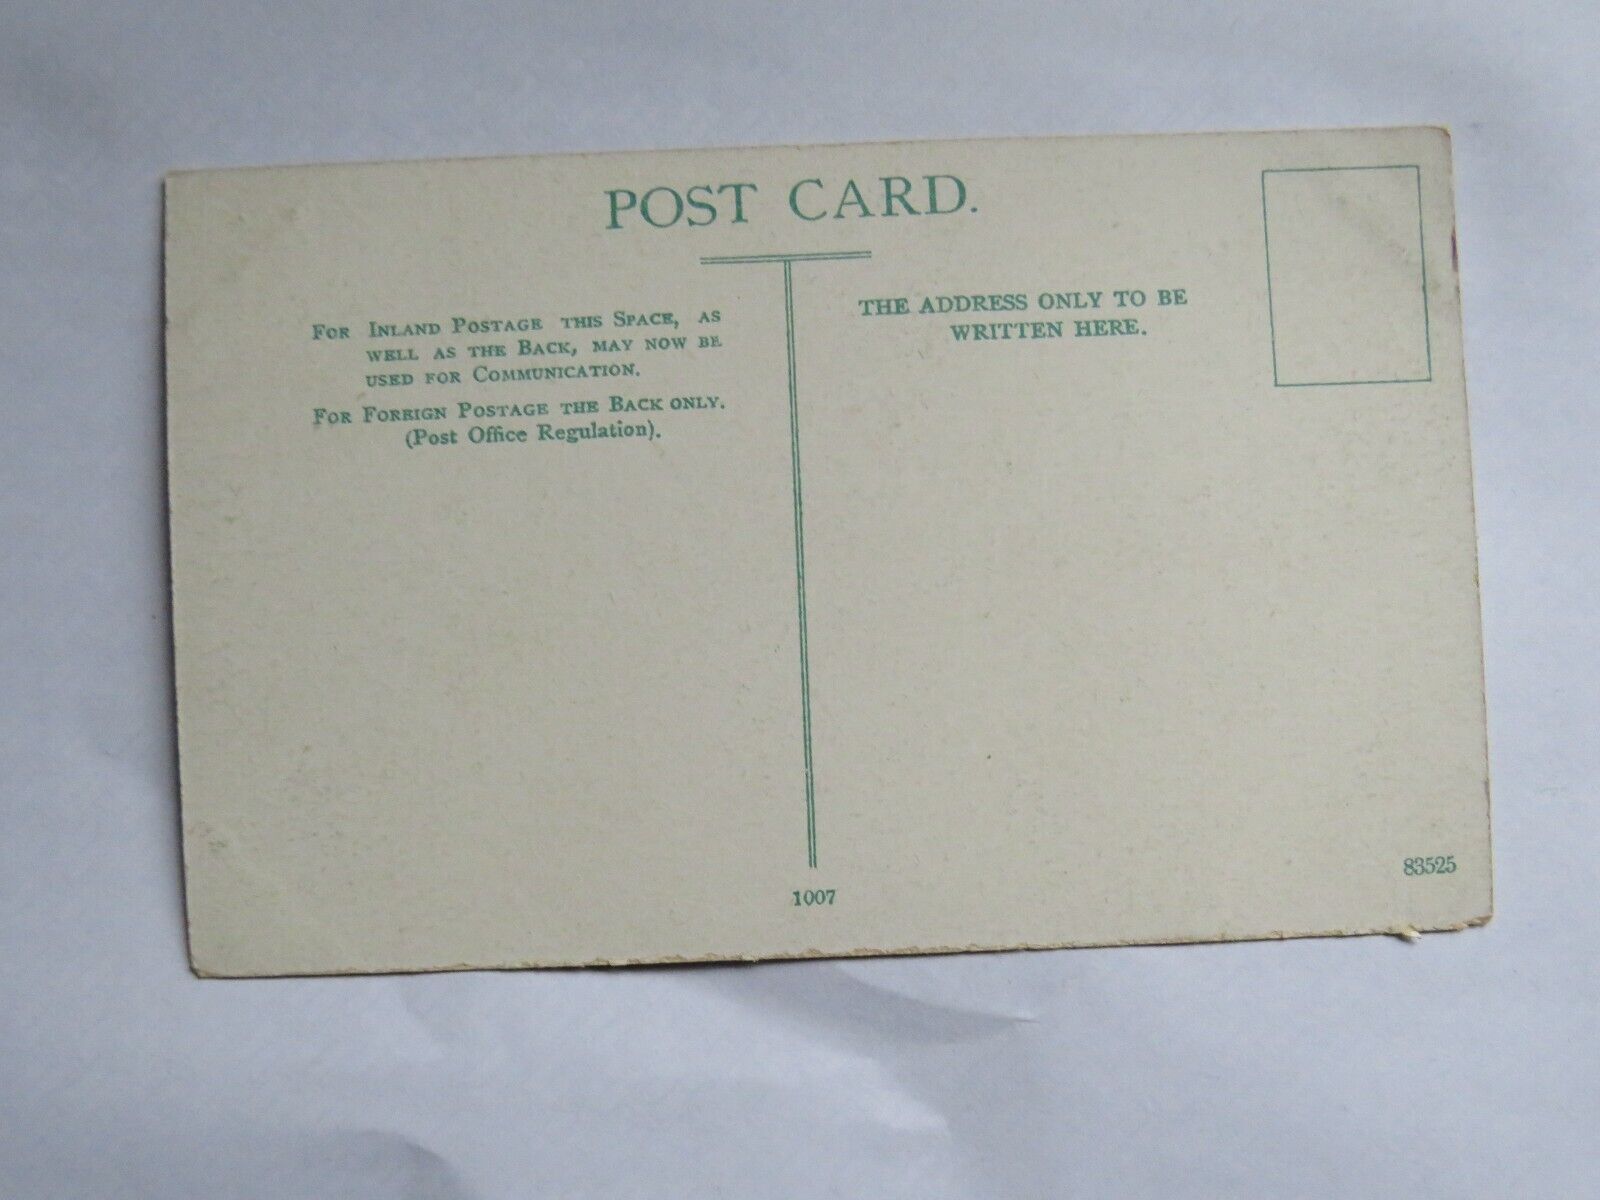 POST CARD.
FOR INLAND POSTAGE THIS SPACE, AS
WELL AS THE BACK, MAY NOW BE
USED FOR COMMUNICATION.
FOR FOREIGN POSTAGE THE BACK ONLY.
(Post Office Regulation).
THE ADDRESS ONLY TO BE
WRITTEN HERE.
1007
83525